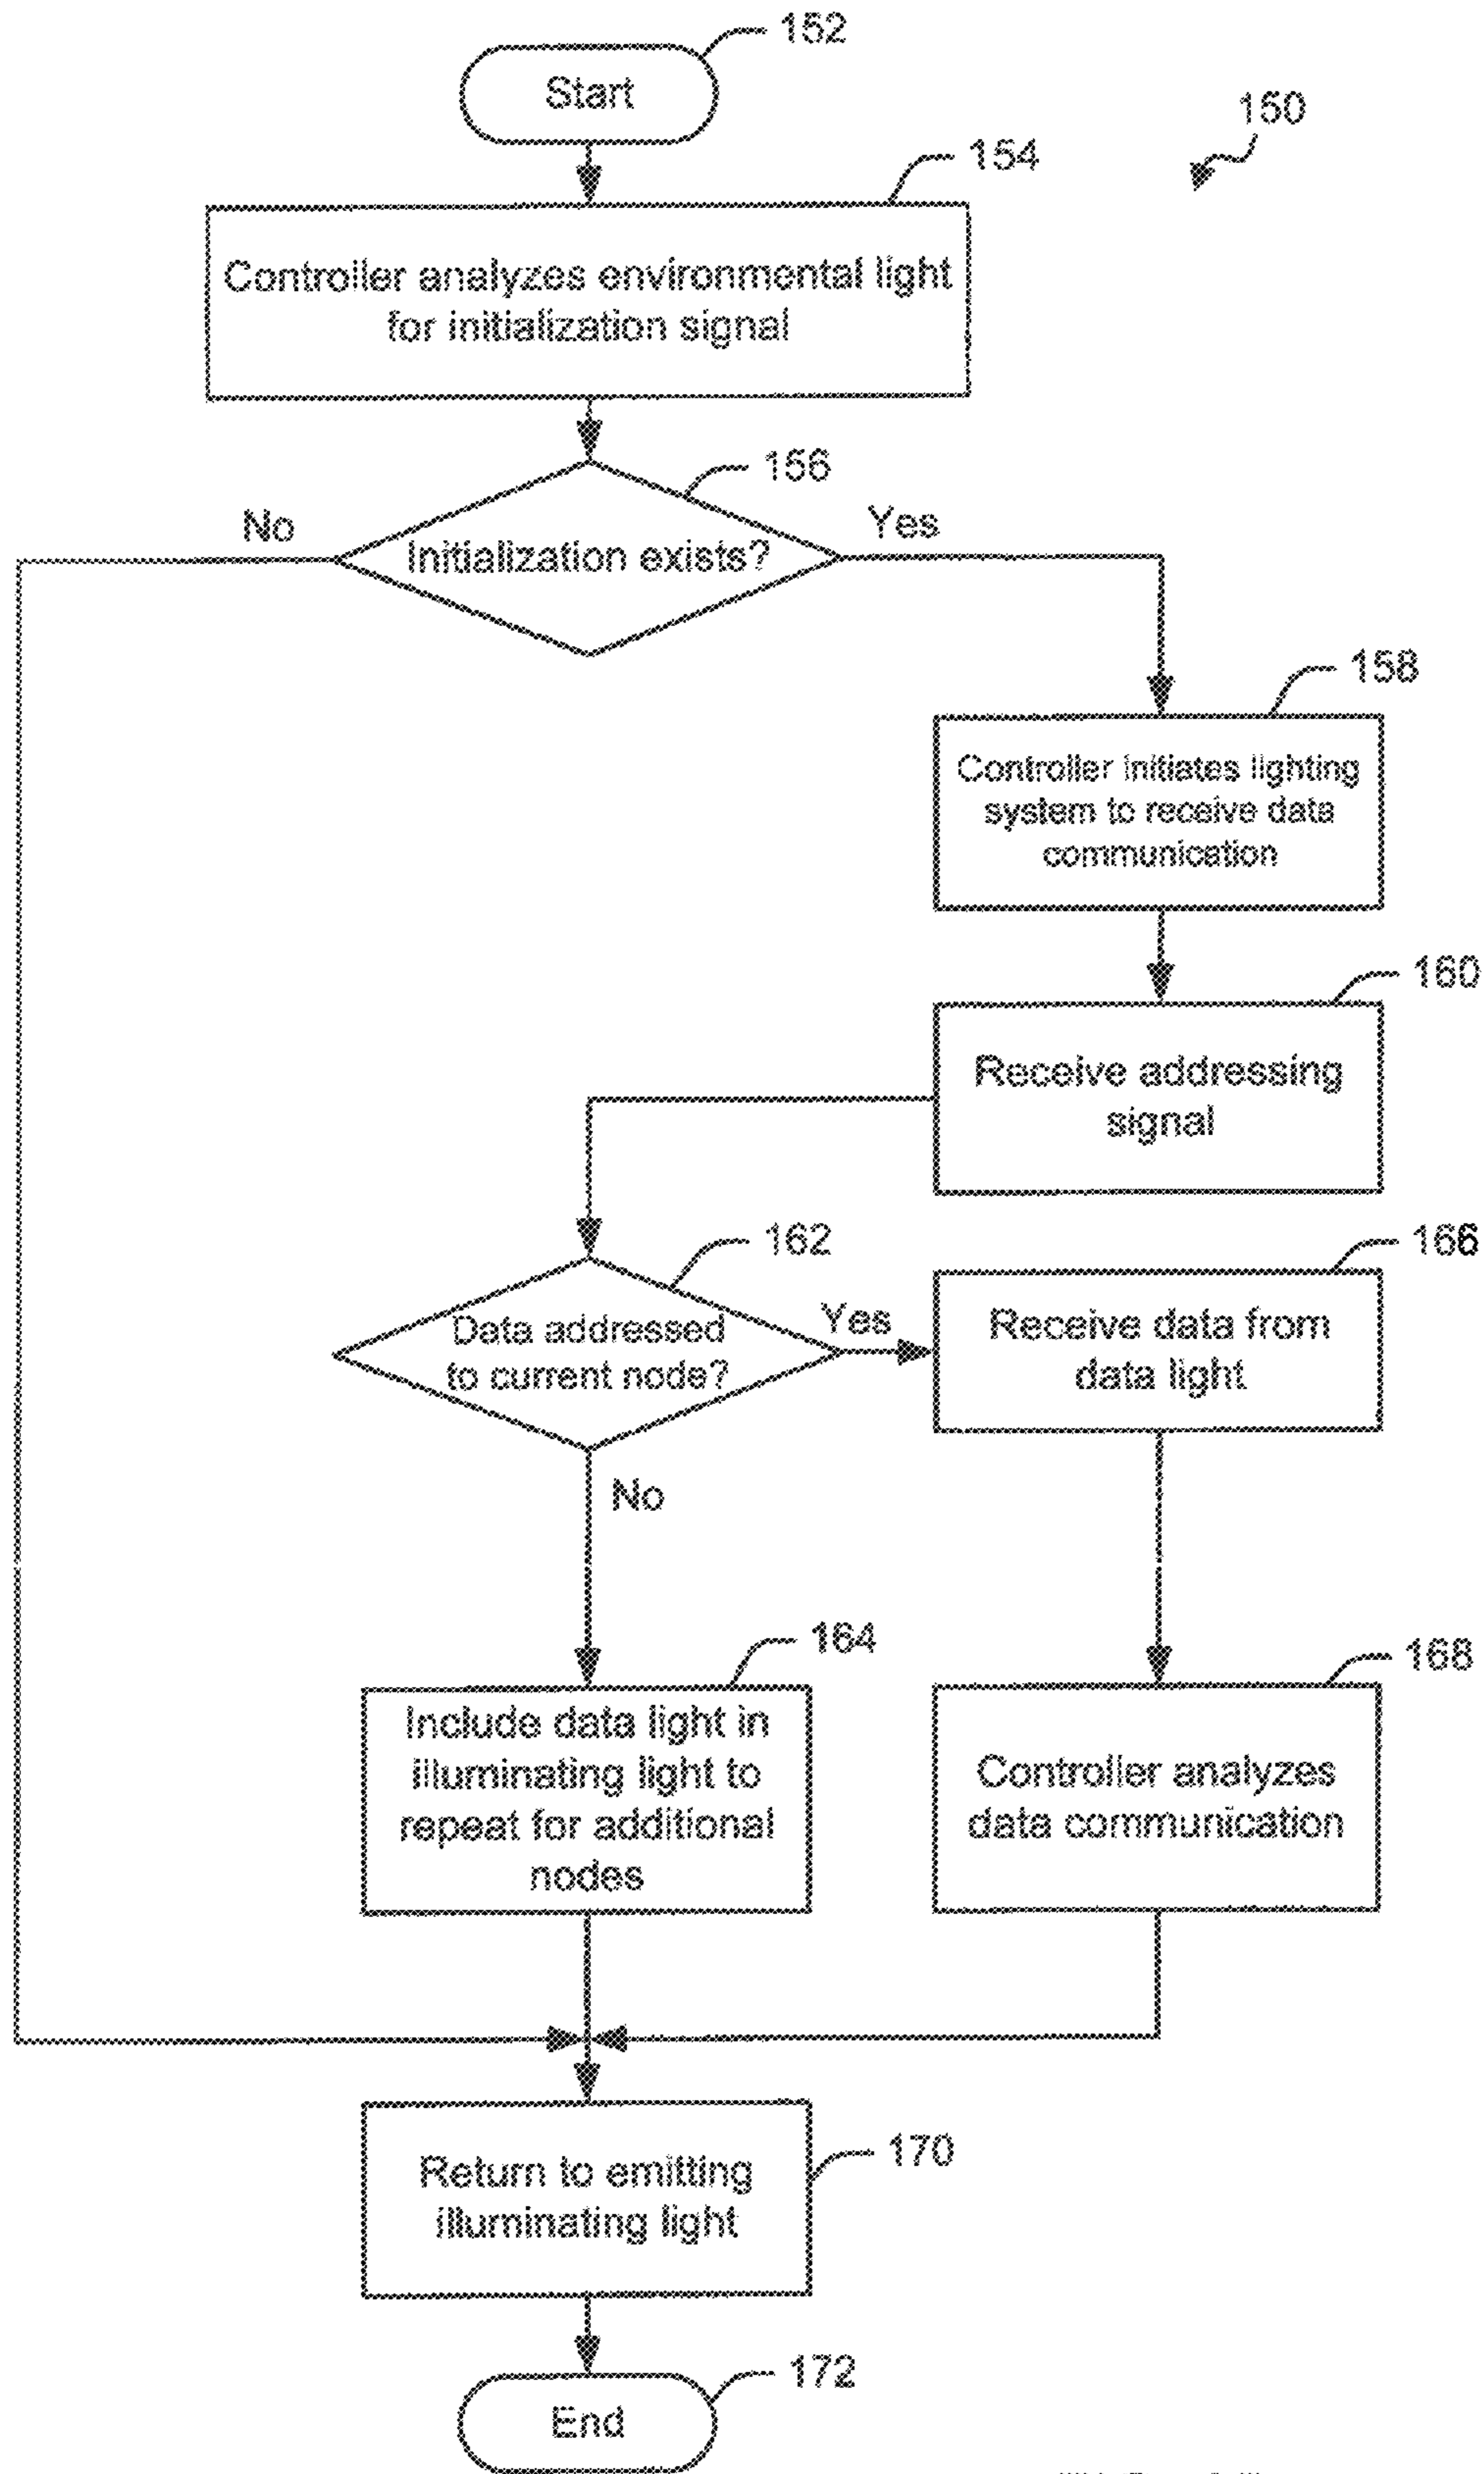 152
Start
150
154
Controller analyzes environmental light
for initialization signal
156
No
Yes
Initialization exists?
158
Controller initiates lighting
system to receive data
communication
160
Receive addressing
signal
162
166
Data addressed
to current node?
Yes
Receive data from
data light
No
164
168
Include data light in
illuminating light to
repeat for additional
nodes
Controller analyzes
data communication
170
Return to emitting
illuminating light
172
End